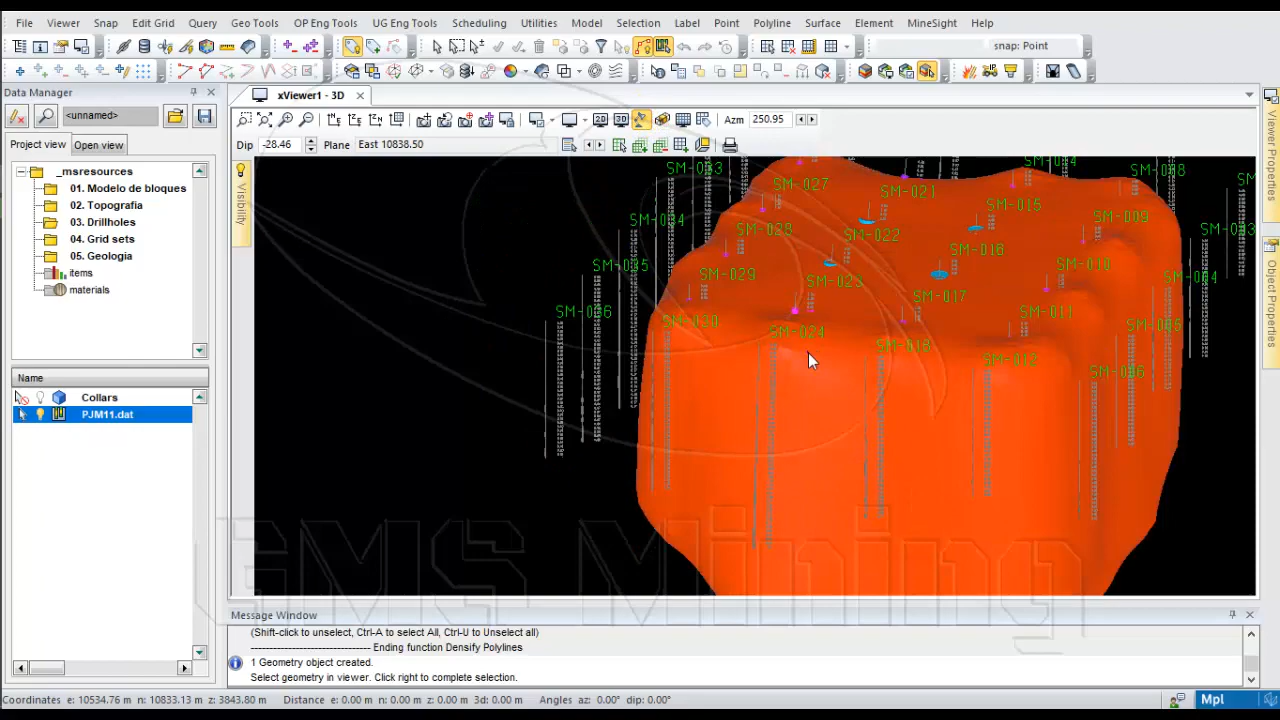 File Viewer Snap Edit Grid Query Geo Tools OP Eng Tools UG Eng Tools Scheduling Utilities Model Selection Label Point Polyline Surface Element MineSight Help
snap: Point
Data Manager
xViewer1 - 3D
<unnamed>
2D 3D Azm 250.95
Project view Open view
Dip -28.46 Plane East 10838.50
_msresources
01. Modelo de bloques
02. Topografia
03. Drillholes
04. Grid sets
05. Geologia
items
materials
Visibility
Viewer Properties
Object Properties
SM-033 SM-027 SM-021 SM-008
SM-034 SM-028 SM-022 SM-015 SM-009
SM-035 SM-029 SM-023 SM-016 SM-010 SM-004
SM-036 SM-030 SM-024 SM-017 SM-011 SM-005
SM-018 SM-012 SM-006
Name
Collars
PJM11.dat
GMS Mining
Message Window
(Shift-click to unselect, Ctrl-A to select All, Ctrl-U to Unselect all)
------------------------------ Ending function Densify Polylines
1 Geometry object created.
Select geometry in viewer. Click right to complete selection.
Coordinates e: 10534.76 m n: 10833.13 m z: 3843.80 m Distance e: 0.00 m n: 0.00 m z: 0.00 m 3d: 0.00 m Angles az: 0.00° dip: 0.00° Mpl